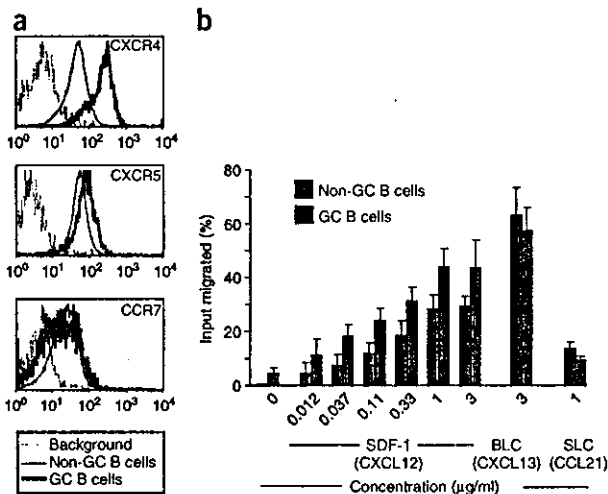 a
CXCR4
10⁰ 10¹ 10² 10³ 10⁴
CXCR5
10⁰ 10¹ 10² 10³ 10⁴
CCR7
10⁰ 10¹ 10² 10³ 10⁴
Background
Non-GC B cells
GC B cells
b
80
60
40
20
0
Input migrated (%)
Non-GC B cells
GC B cells
0 0.012 0.037 0.11 0.33 1 3 3 1
SDF-1 BLC SLC
(CXCL12) (CXCL13) (CCL21)
Concentration (μg/ml)